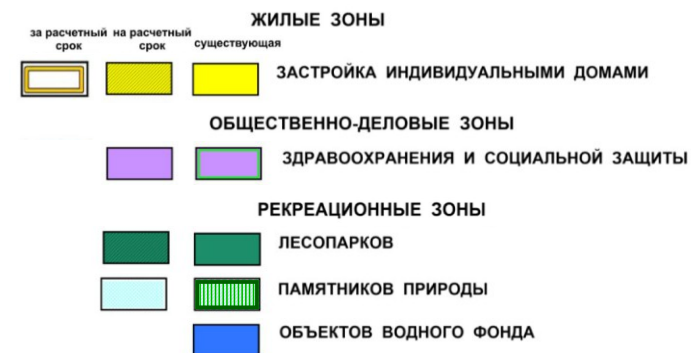 ЖИЛЫЕ ЗОНЫ
за расчетный срок
на расчетный срок
существующая
ЗАСТРОЙКА ИНДИВИДУАЛЬНЫМИ ДОМАМИ
ОБЩЕСТВЕННО-ДЕЛОВЫЕ ЗОНЫ
ЗДРАВООХРАНЕНИЯ И СОЦИАЛЬНОЙ ЗАЩИТЫ
РЕКРЕАЦИОННЫЕ ЗОНЫ
ЛЕСОПАРКОВ
ПАМЯТНИКОВ ПРИРОДЫ
ОБЪЕКТОВ ВОДНОГО ФОНДА